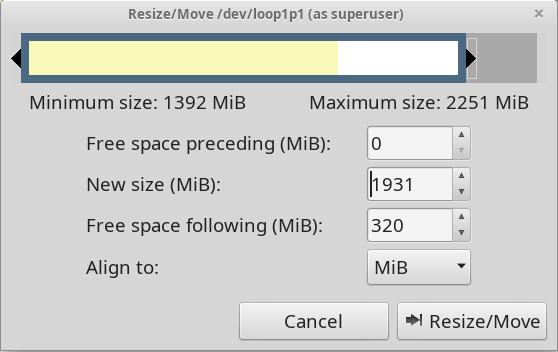 Resize/Move /dev/loop1p1 (as superuser)
Minimum size: 1392 MiB Maximum size: 2251 MiB
Free space preceding (MiB): 0
New size (MiB): 1931
Free space following (MiB): 320
Align to: MiB
Cancel Resize/Move